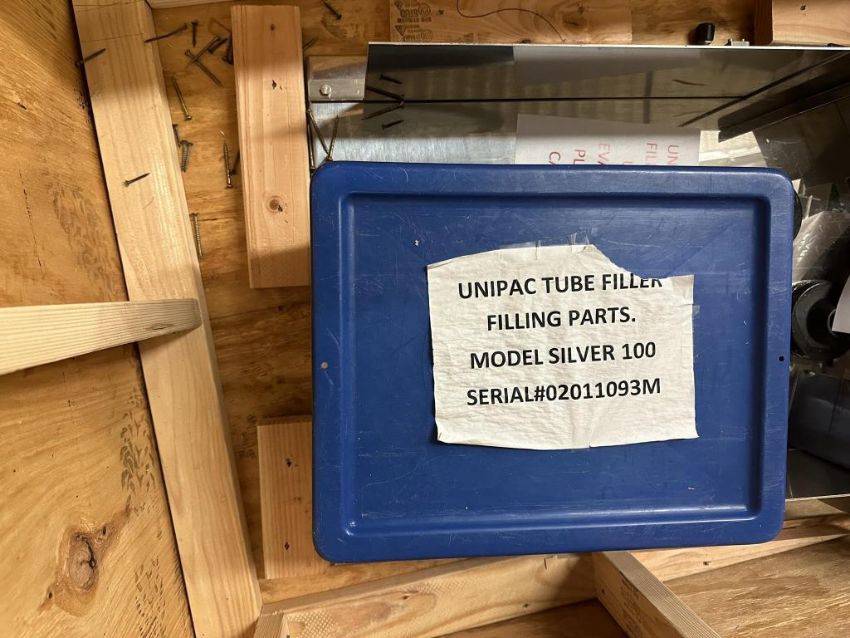 UNIPAC TUBE FILLER
FILLING PARTS.
MODEL SILVER 100
SERIAL#02011093M